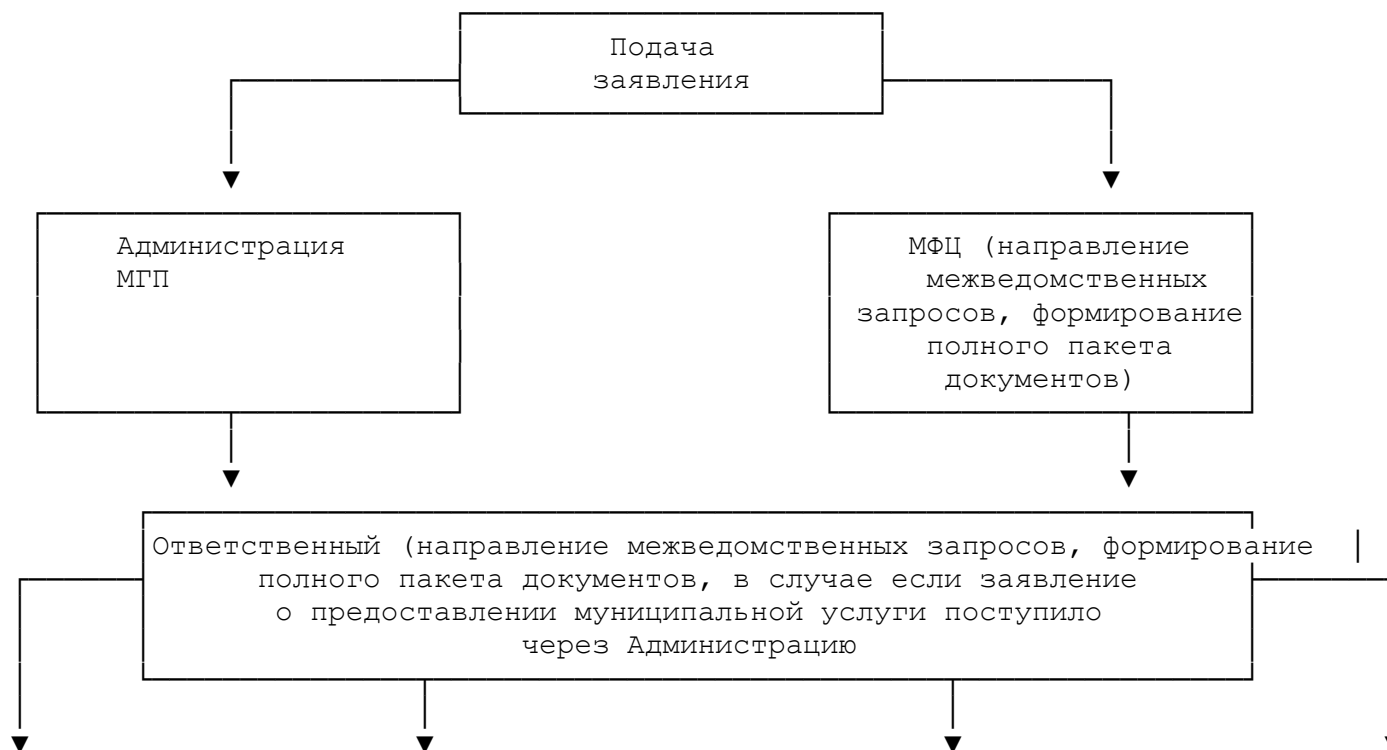 Подача
заявления
Администрация
МГП
МФЦ (направление
межведомственных
запросов, формирование
полного пакета
документов)
Ответственный (направление межведомственных запросов, формирование |
полного пакета документов, в случае если заявление
о предоставлении муниципальной услуги поступило
через Администрацию